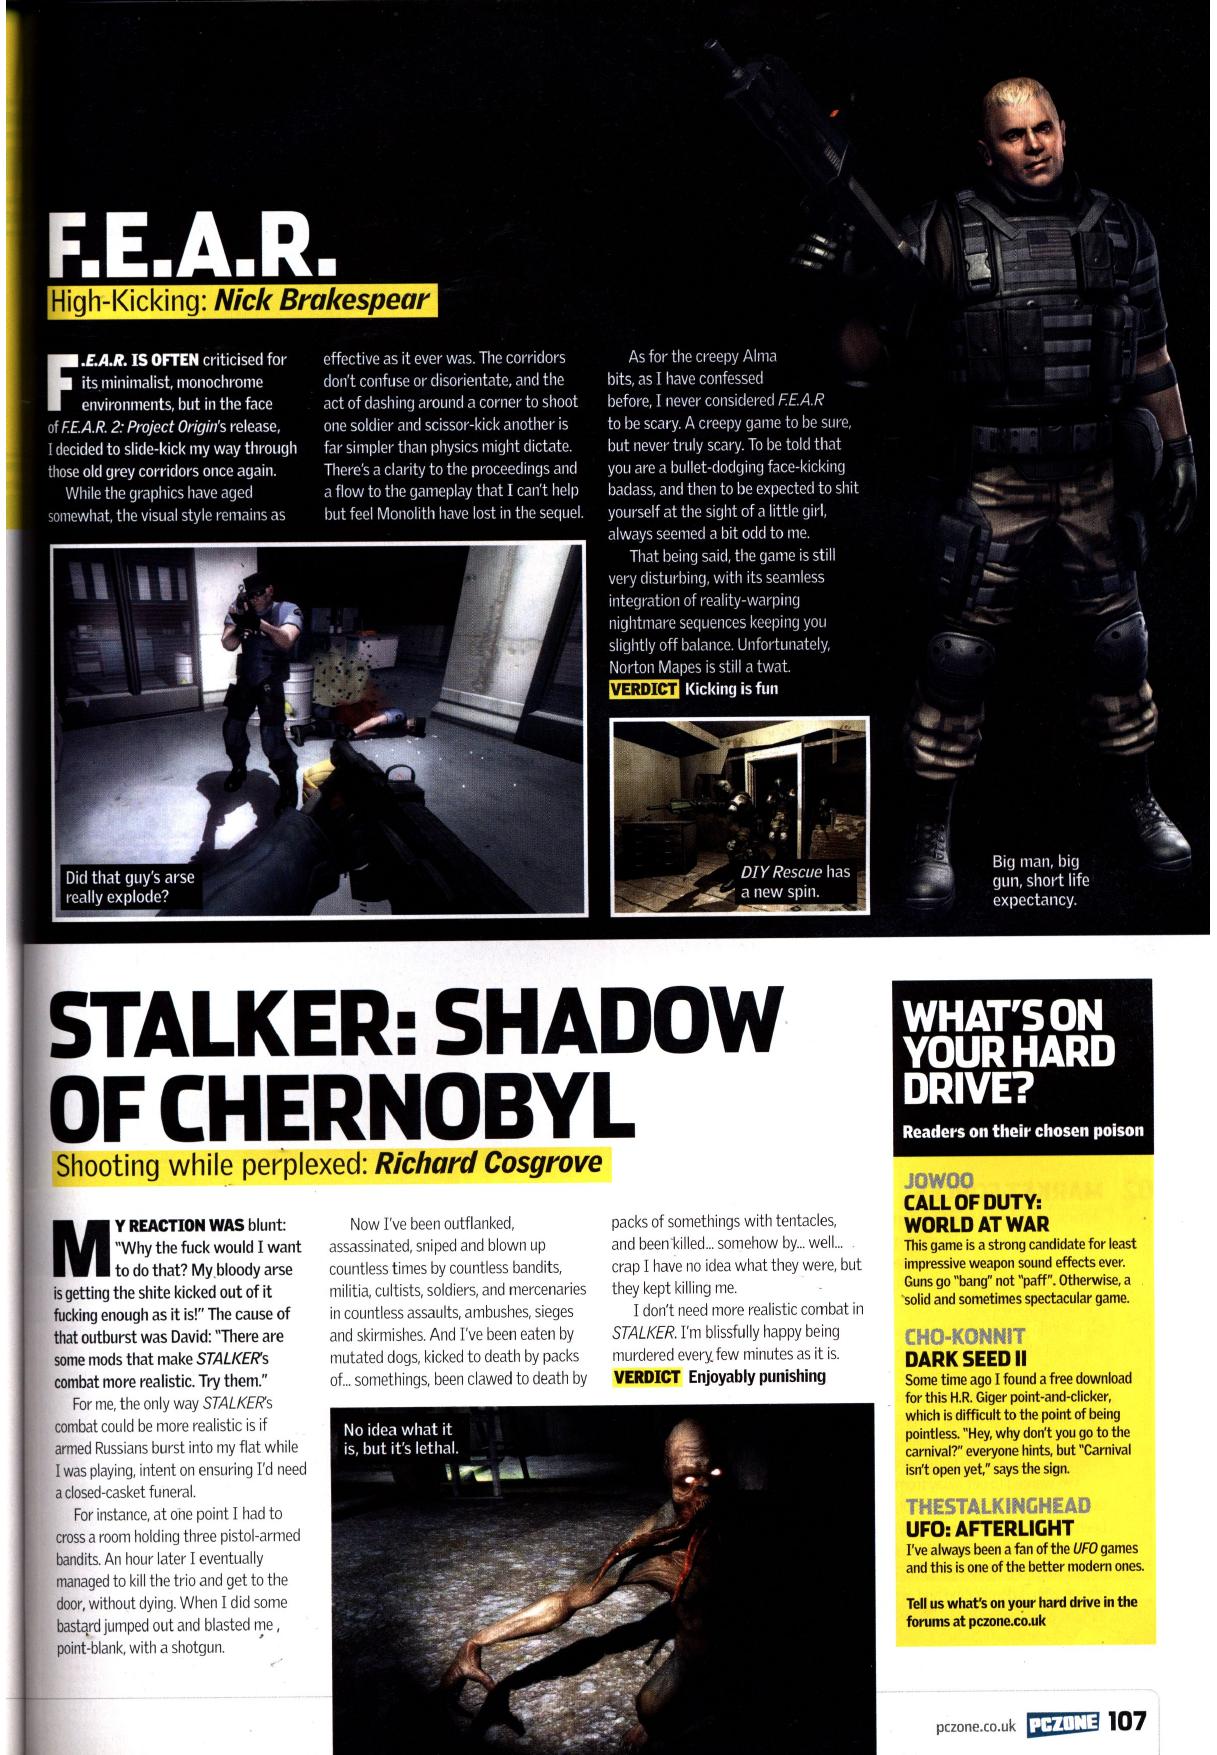 F.E.A.R.
High-Kicking: Nick Brakespear
F.E.A.R. IS OFTEN criticised for
its minimalist, monochrome
environments, but in the face
of F.E.A.R. 2: Project Origin's release,
I decided to slide-kick my way through
those old grey corridors once again.
While the graphics have aged
somewhat, the visual style remains as
effective as it ever was. The corridors
don't confuse or disorientate, and the
act of dashing around a corner to shoot
one soldier and scissor-kick another is
far simpler than physics might dictate.
There's a clarity to the proceedings and
a flow to the gameplay that I can't help
but feel Monolith have lost in the sequel.
As for the creepy Alma
bits, as I have confessed
before, I never considered F.E.A.R
to be scary. A creepy game to be sure,
but never truly scary. To be told that
you are a bullet-dodging face-kicking
badass, and then to be expected to shit
yourself at the sight of a little girl,
always seemed a bit odd to me.
That being said, the game is still
very disturbing, with its seamless
integration of reality-warping
nightmare sequences keeping you
slightly off balance. Unfortunately,
Norton Mapes is still a twat.
VERDICT Kicking is fun
Did that guy's arse
really explode?
DIY Rescue has
a new spin.
Big man, big
gun, short life
expectancy.
STALKER: SHADOW
OF CHERNOBYL
Shooting while perplexed: Richard Cosgrove
MY REACTION WAS blunt:
"Why the fuck would I want
to do that? My bloody arse
is getting the shite kicked out of it
fucking enough as it is!" The cause of
that outburst was David: "There are
some mods that make STALKER's
combat more realistic. Try them."
For me, the only way STALKER's
combat could be more realistic is if
armed Russians burst into my flat while
I was playing, intent on ensuring I'd need
a closed-casket funeral.
For instance, at one point I had to
cross a room holding three pistol-armed
bandits. An hour later I eventually
managed to kill the trio and get to the
door, without dying. When I did some
bastard jumped out and blasted me,
point-blank, with a shotgun.
Now I've been outflanked,
assassinated, sniped and blown up
countless times by countless bandits,
militia, cultists, soldiers, and mercenaries
in countless assaults, ambushes, sieges
and skirmishes. And I've been eaten by
mutated dogs, kicked to death by packs
of... somethings, been clawed to death by
packs of somethings with tentacles,
and been killed... somehow by... well...
crap I have no idea what they were, but
they kept killing me.
I don't need more realistic combat in
STALKER. I'm blissfully happy being
murdered every few minutes as it is.
VERDICT Enjoyably punishing
No idea what it
is, but it's lethal.
WHAT'S ON
YOUR HARD
DRIVE?
Readers on their chosen poison
JOWOO
CALL OF DUTY:
WORLD AT WAR
This game is a strong candidate for least
impressive weapon sound effects ever.
Guns go "bang" not "paff". Otherwise, a
solid and sometimes spectacular game.
CHO-KONNIT
DARK SEED II
Some time ago I found a free download
for this H.R. Giger point-and-clicker,
which is difficult to the point of being
pointless. "Hey, why don't you go to the
carnival?" everyone hints, but "Carnival
isn't open yet," says the sign.
THESTALKINGHEAD
UFO: AFTERLIGHT
I've always been a fan of the UFO games
and this is one of the better modern ones.
Tell us what's on your hard drive in the
forums at pczone.co.uk
pczone.co.uk PCZONE 107